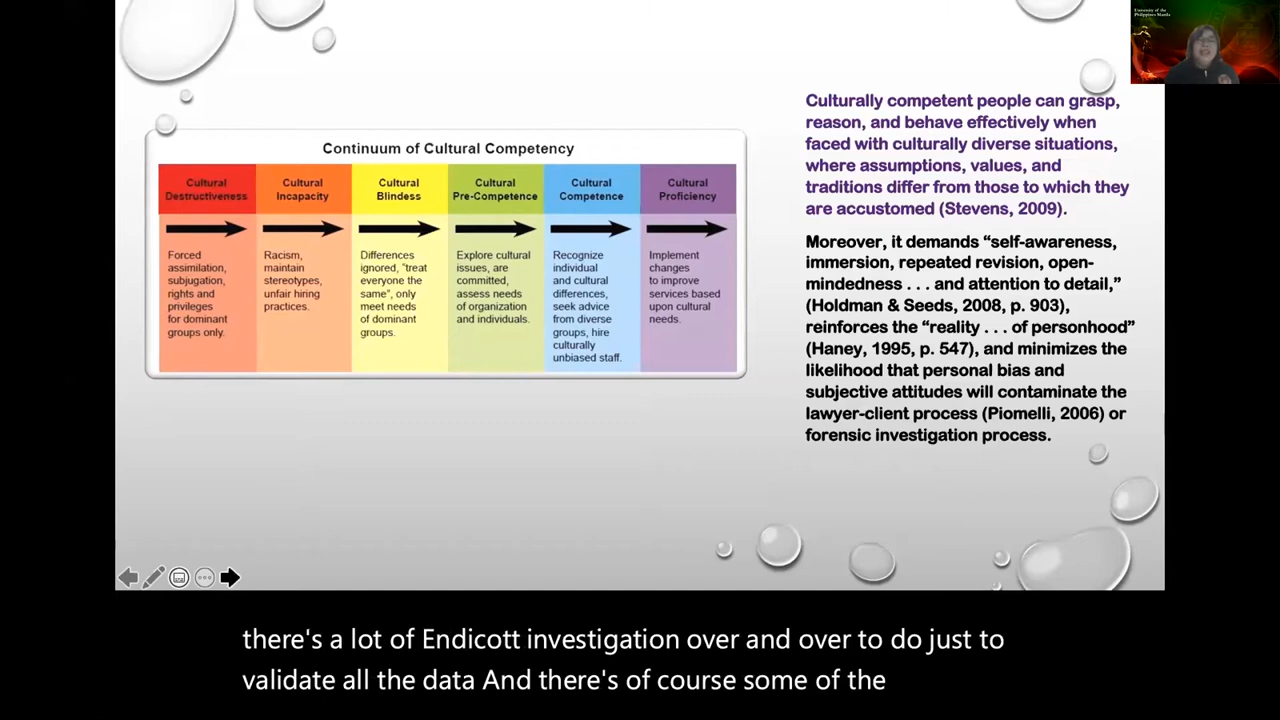 University of the
Philippines Manila
Continuum of Cultural Competency
Cultural
Destructiveness
Cultural
Incapacity
Cultural
Blindness
Cultural
Pre-Competence
Cultural
Competence
Cultural
Proficiency
Forced
assimilation,
subjugation,
rights and
privileges
for dominant
groups only.
Racism,
maintain
stereotypes,
unfair hiring
practices.
Differences
ignored, “treat
everyone the
same”, only
meet needs
of dominant
groups.
Explore cultural
issues, are
committed,
assess needs
of organization
and individuals.
Recognize
individual
and cultural
differences,
seek advice
from diverse
groups, hire
culturally
unbiased staff.
Implement
changes
to improve
services based
upon cultural
needs.
Culturally competent people can grasp,
reason, and behave effectively when
faced with culturally diverse situations,
where assumptions, values, and
traditions differ from those to which they
are accustomed (Stevens, 2009).
Moreover, it demands “self-awareness,
immersion, repeated revision, open-
mindedness . . . and attention to detail,”
(Holdman & Seeds, 2008, p. 903),
reinforces the “reality . . . of personhood”
(Haney, 1995, p. 547), and minimizes the
likelihood that personal bias and
subjective attitudes will contaminate the
lawyer-client process (Piomelli, 2006) or
forensic investigation process.
there's a lot of Endicott investigation over and over to do just to
validate all the data And there's of course some of the